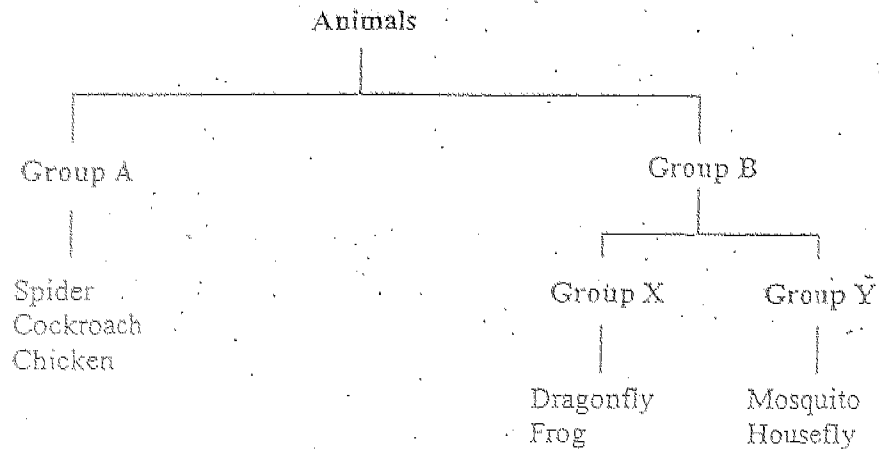 Animals
Group A
Group B
Spider
Cockroach
Chicken
Group X
Group Y
Dragonfly
Frog
Mosquito
Housefly